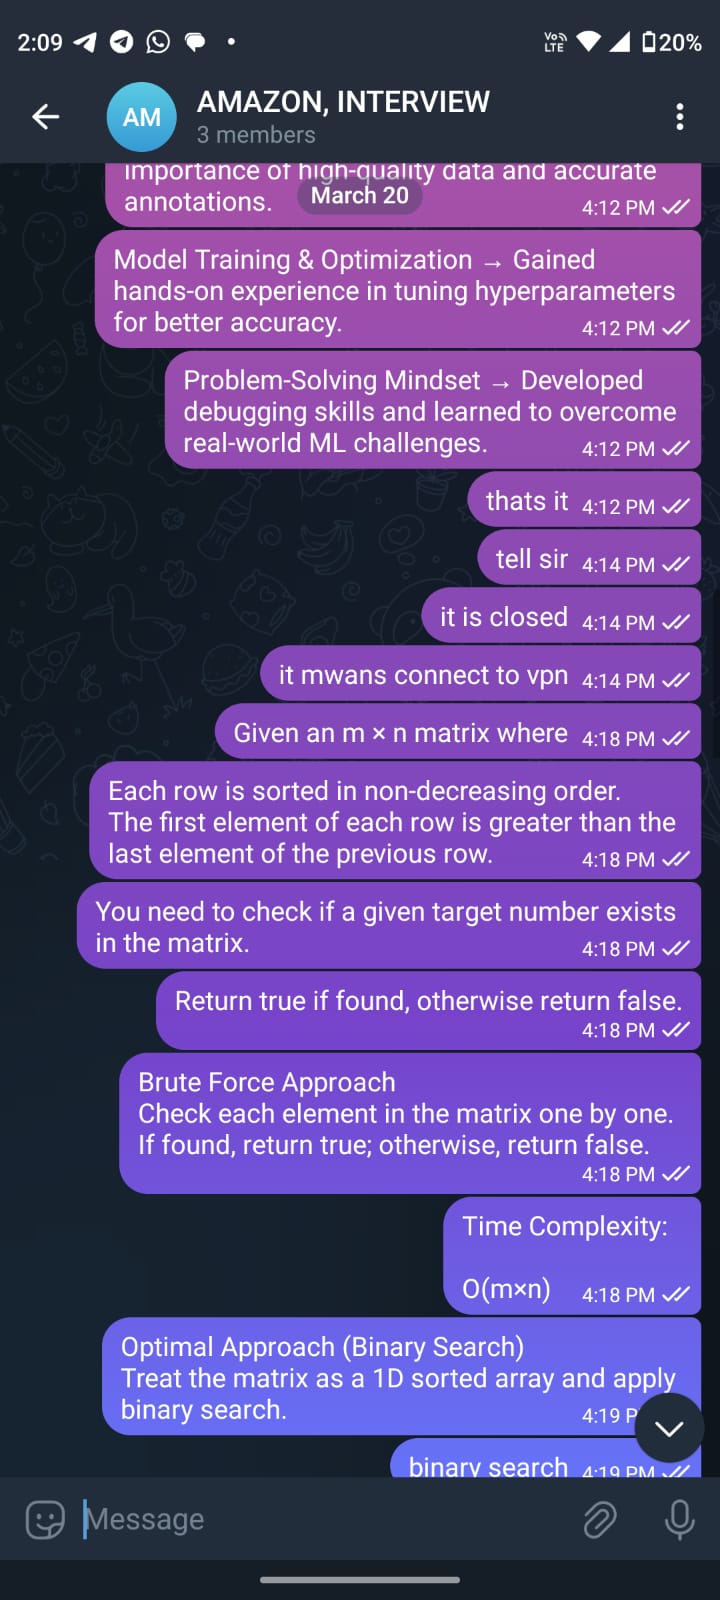 2:09
Vo
LTE
20%
AM
AMAZON, INTERVIEW
3 members
importance of high-quality data and accurate
annotations.
March 20
4:12 PM
Model Training & Optimization → Gained
hands-on experience in tuning hyperparameters
for better accuracy.
4:12 PM
Problem-Solving Mindset → Developed
debugging skills and learned to overcome
real-world ML challenges.
4:12 PM
thats it 4:12 PM
tell sir 4:14 PM
it is closed 4:14 PM
it mwans connect to vpn 4:14 PM
Given an m × n matrix where 4:18 PM
Each row is sorted in non-decreasing order.
The first element of each row is greater than the
last element of the previous row.
4:18 PM
You need to check if a given target number exists
in the matrix.
4:18 PM
Return true if found, otherwise return false.
4:18 PM
Brute Force Approach
Check each element in the matrix one by one.
If found, return true; otherwise, return false.
4:18 PM
Time Complexity:
O(m×n) 4:18 PM
Optimal Approach (Binary Search)
Treat the matrix as a 1D sorted array and apply
binary search.
4:19 P
binary search 4:19 PM
Message